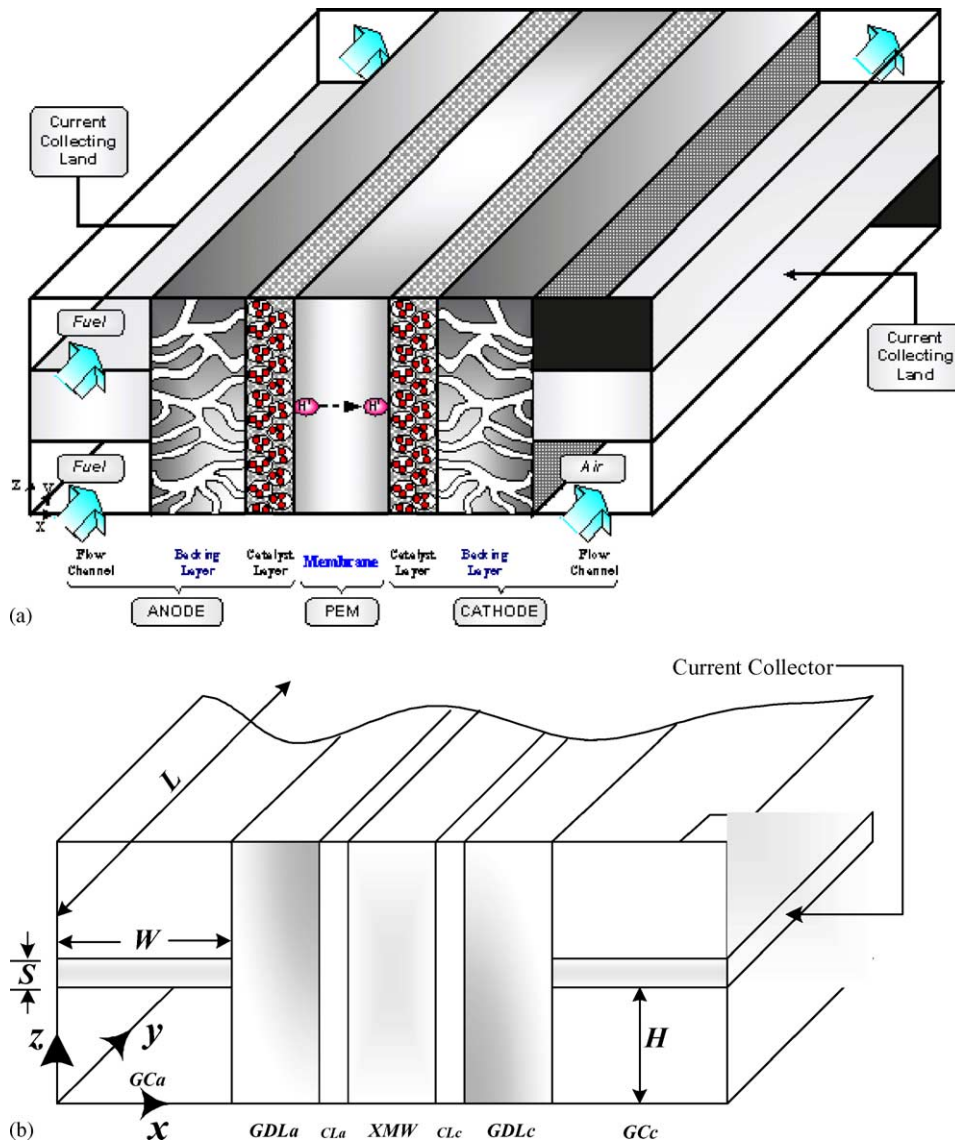 Current
Collecting
Land
Fuel
Fuel
Air
H⁺
H⁺
Current
Collecting
Land
z
y
x
Flow
Channel
Backing
Layer
Catalyst
Layer
Membrane
Catalyst
Layer
Backing
Layer
Flow
Channel
ANODE
PEM
CATHODE
(a)
Current Collector
L
W
S
H
z
y
GCa
x
GDLa
CLa
XMW
CLc
GDLc
GCc
(b)